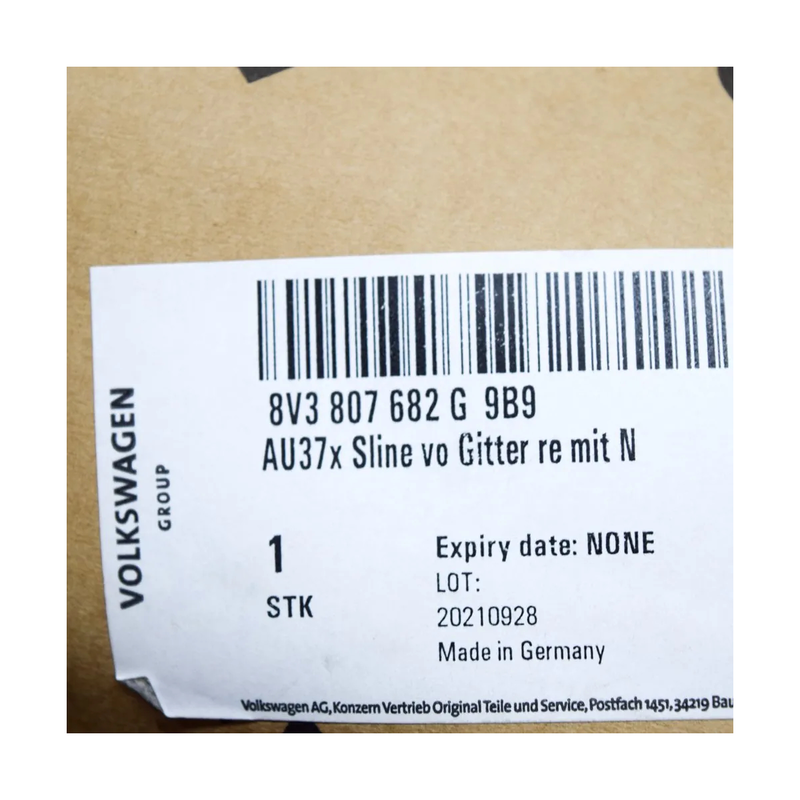 VOLKSWAGEN
GROUP
8V3 807 682 G 9B9
AU37x Sline vo Gitter re mit N
1
STK
Expiry date: NONE
LOT:
20210928
Made in Germany
Volkswagen AG, Konzern Vertrieb Original Teile und Service, Postfach 1451, 34219 Bau